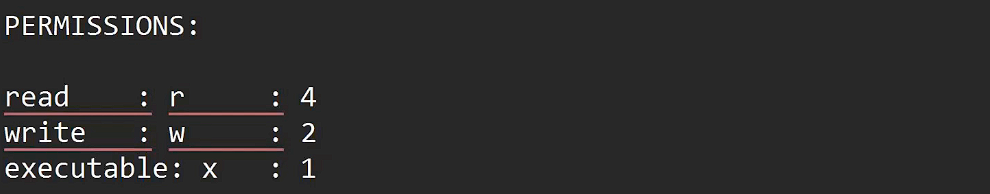 PERMISSIONS:
read    : r     : 4
write   : w     : 2
executable: x   : 1